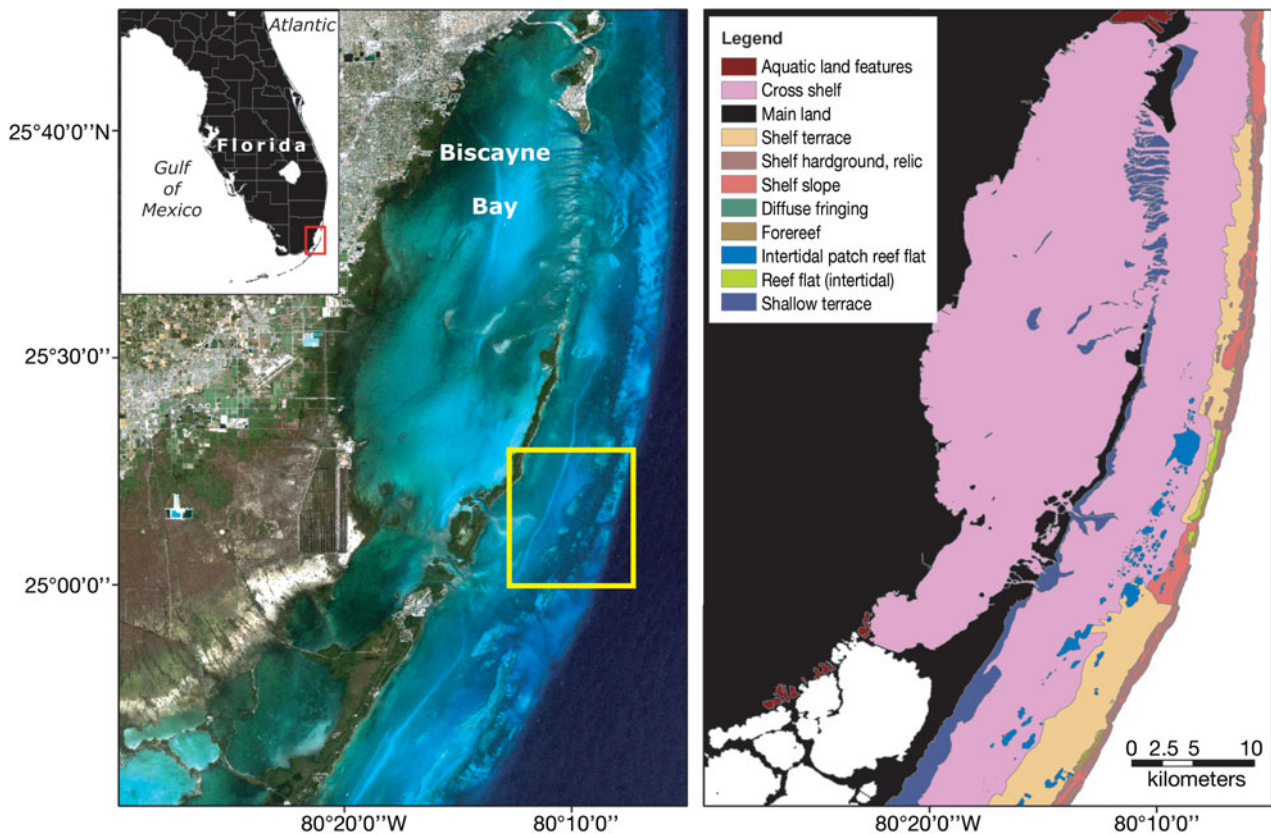 Atlantic
Florida
Gulf
of
Mexico
Biscayne
Bay
25°40'0''N
25°30'0''
25°00'0''
80°20'0''W
80°10'0''W
Legend
Aquatic land features
Cross shelf
Main land
Shelf terrace
Shelf hardground, relic
Shelf slope
Diffuse fringing
Forereef
Intertidal patch reef flat
Reef flat (intertidal)
Shallow terrace
0 2.5 5 10
kilometers
80°20'0''W
80°10'0''W